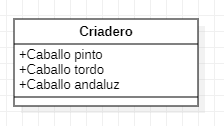 Criadero
+Caballo pinto
+Caballo tordo
+Caballo andaluz